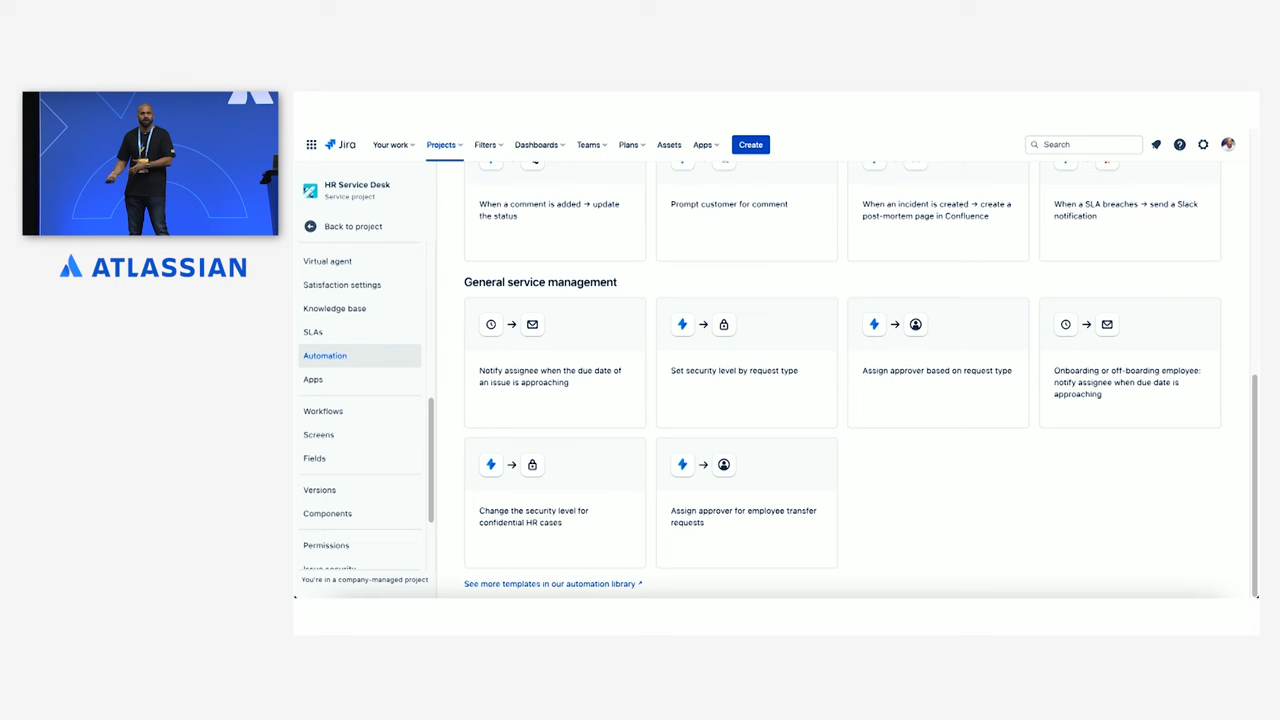 Jira
Your work
Projects
Filters
Dashboards
Teams
Plans
Assets
Apps
Create
Search
HR Service Desk
Service project
Back to project
Virtual agent
Satisfaction settings
Knowledge base
SLAs
Automation
Apps
Workflows
Screens
Fields
Versions
Components
Permissions
Issue security
You're in a company-managed project
When a comment is added → update
the status
Prompt customer for comment
When an incident is created → create a
post-mortem page in Confluence
When a SLA breaches → send a Slack
notification
General service management
Notify assignee when the due date of
an issue is approaching
Set security level by request type
Assign approver based on request type
Onboarding or off-boarding employee:
notify assignee when due date is
approaching
Change the security level for
confidential HR cases
Assign approver for employee transfer
requests
See more templates in our automation library
ATLASSIAN